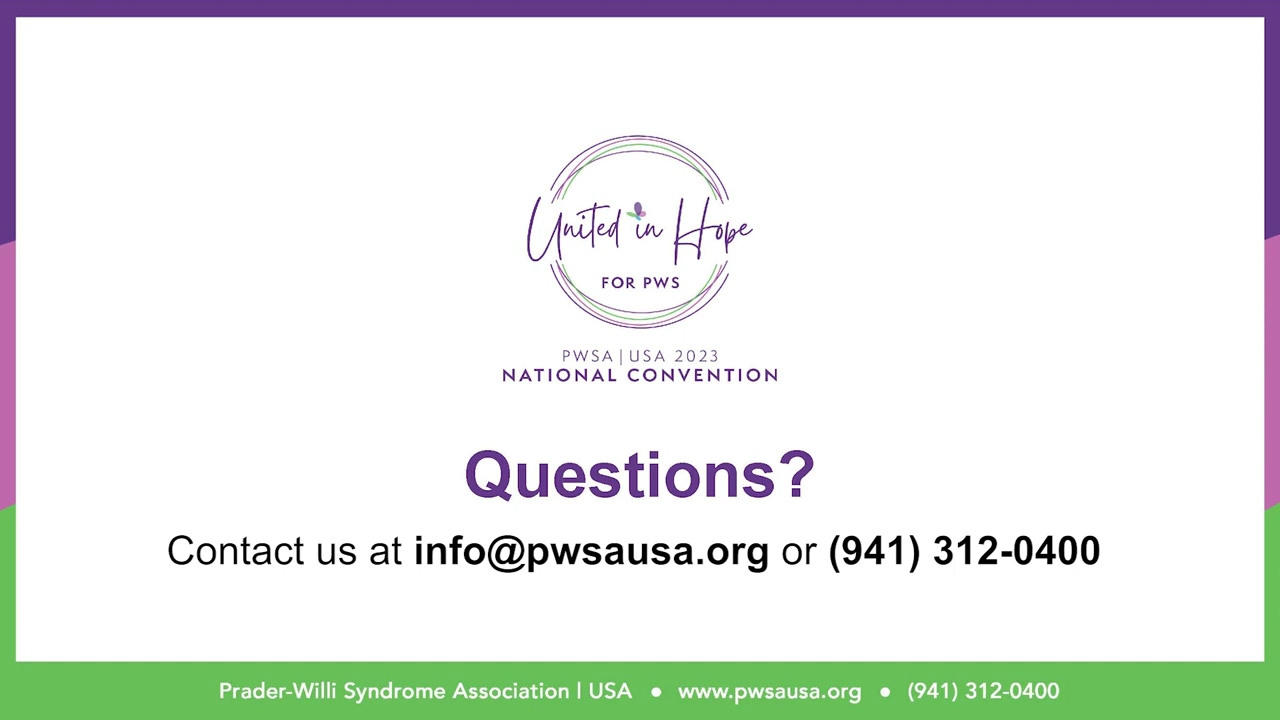 United in Hope
FOR PWS
PWSA | USA 2023
NATIONAL CONVENTION
Questions?
Contact us at info@pwsausa.org or (941) 312-0400
Prader-Willi Syndrome Association | USA • www.pwsausa.org • (941) 312-0400